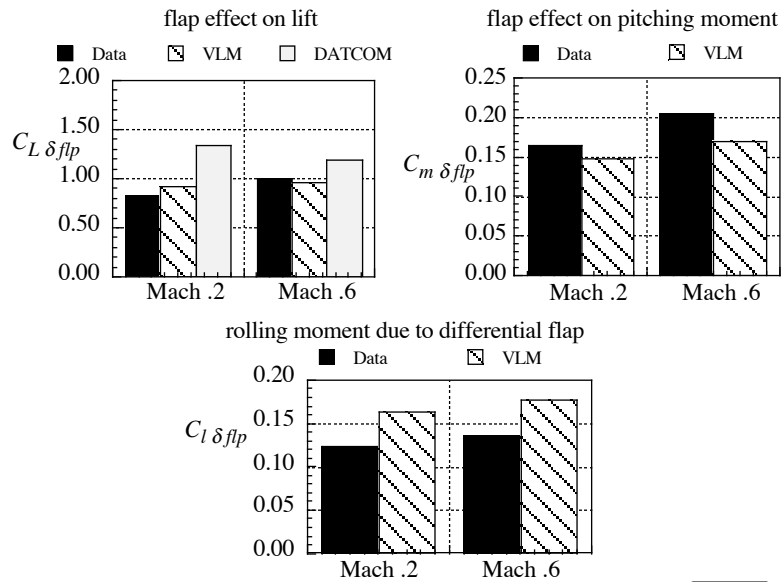 flap effect on lift
Data VLM DATCOM
2.00
1.50
1.00
0.50
0.00
C_L δflp
Mach .2 Mach .6
flap effect on pitching moment
Data VLM
0.25
0.20
0.15
0.10
0.05
0.00
C_m δflp
Mach .2 Mach .6
rolling moment due to differential flap
Data VLM
0.20
0.15
0.10
0.05
0.00
C_l δflp
Mach .2 Mach .6